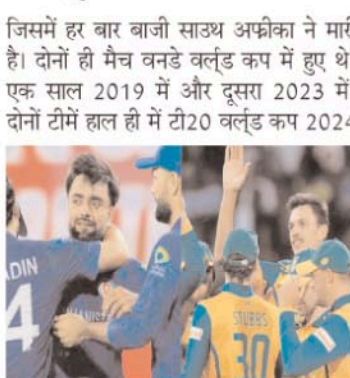 जिसमें हर बार बाजी साउथ अफ्रीका ने मारी
है। दोनों ही मैच वनडे वर्ल्ड कप में हुए थे
एक साल 2019 में और दूसरा 2023 में
दोनों टीमें हाल ही में टी20 वर्ल्ड कप 2024
ADIN
4
STUBBS
30